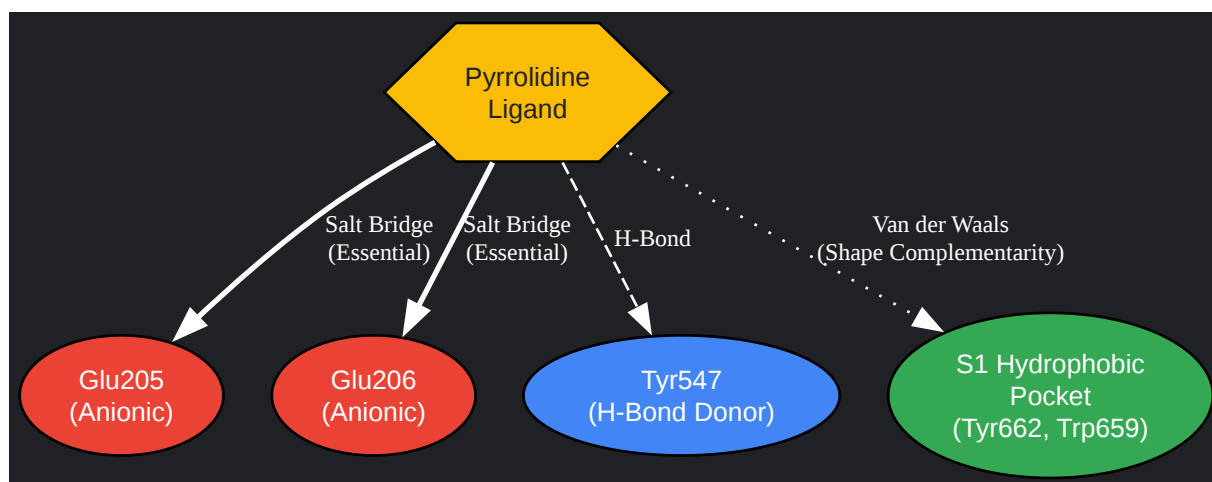 Pyrrolidine
Ligand
Salt Bridge
(Essential)
Salt Bridge
(Essential)
H-Bond
Van der Waals
(Shape Complementarity)
Glu205
(Anionic)
Glu206
(Anionic)
Tyr547
(H-Bond Donor)
S1 Hydrophobic
Pocket
(Tyr662, Trp659)